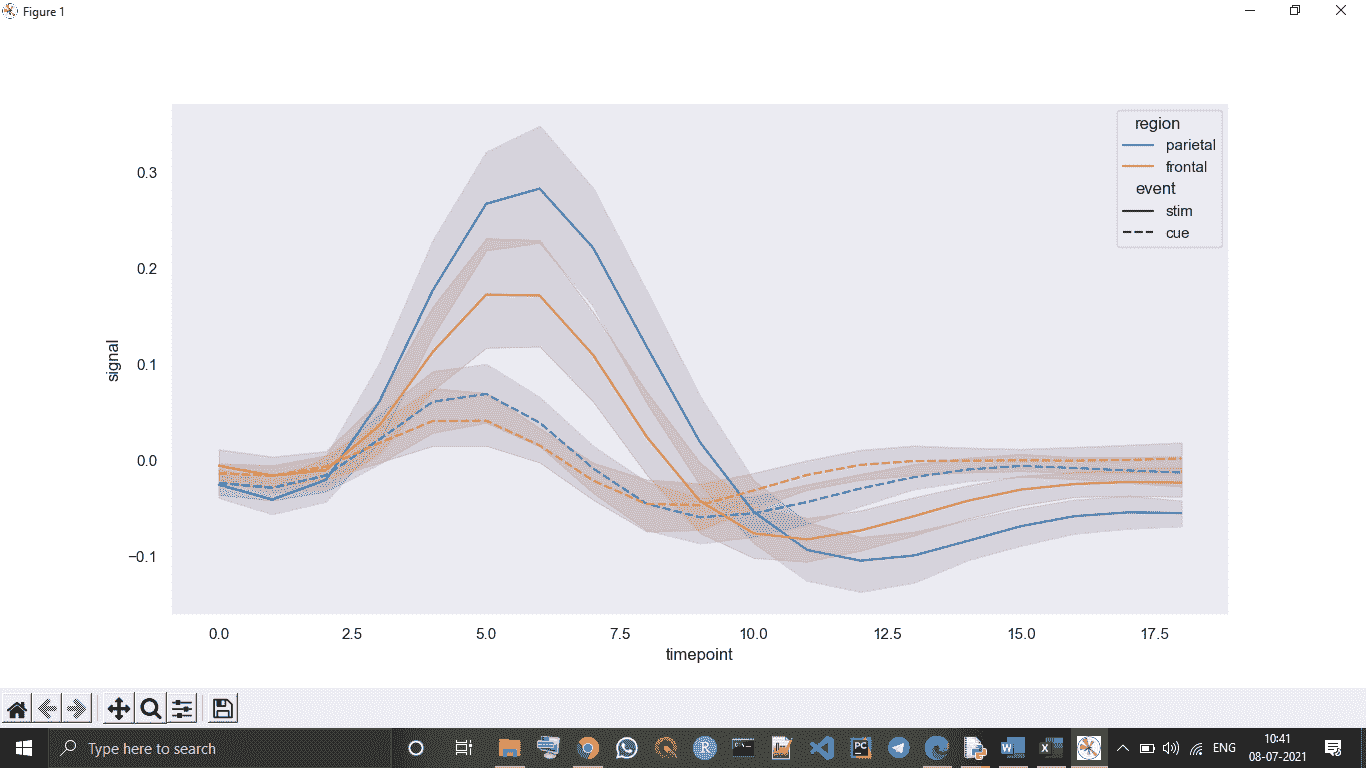 Figure 1
region
parietal
frontal
event
stim
cue
0.3
0.2
0.1
0.0
−0.1
signal
0.0 2.5 5.0 7.5 10.0 12.5 15.0 17.5
timepoint
Type here to search
ENG
10:41
08-07-2021